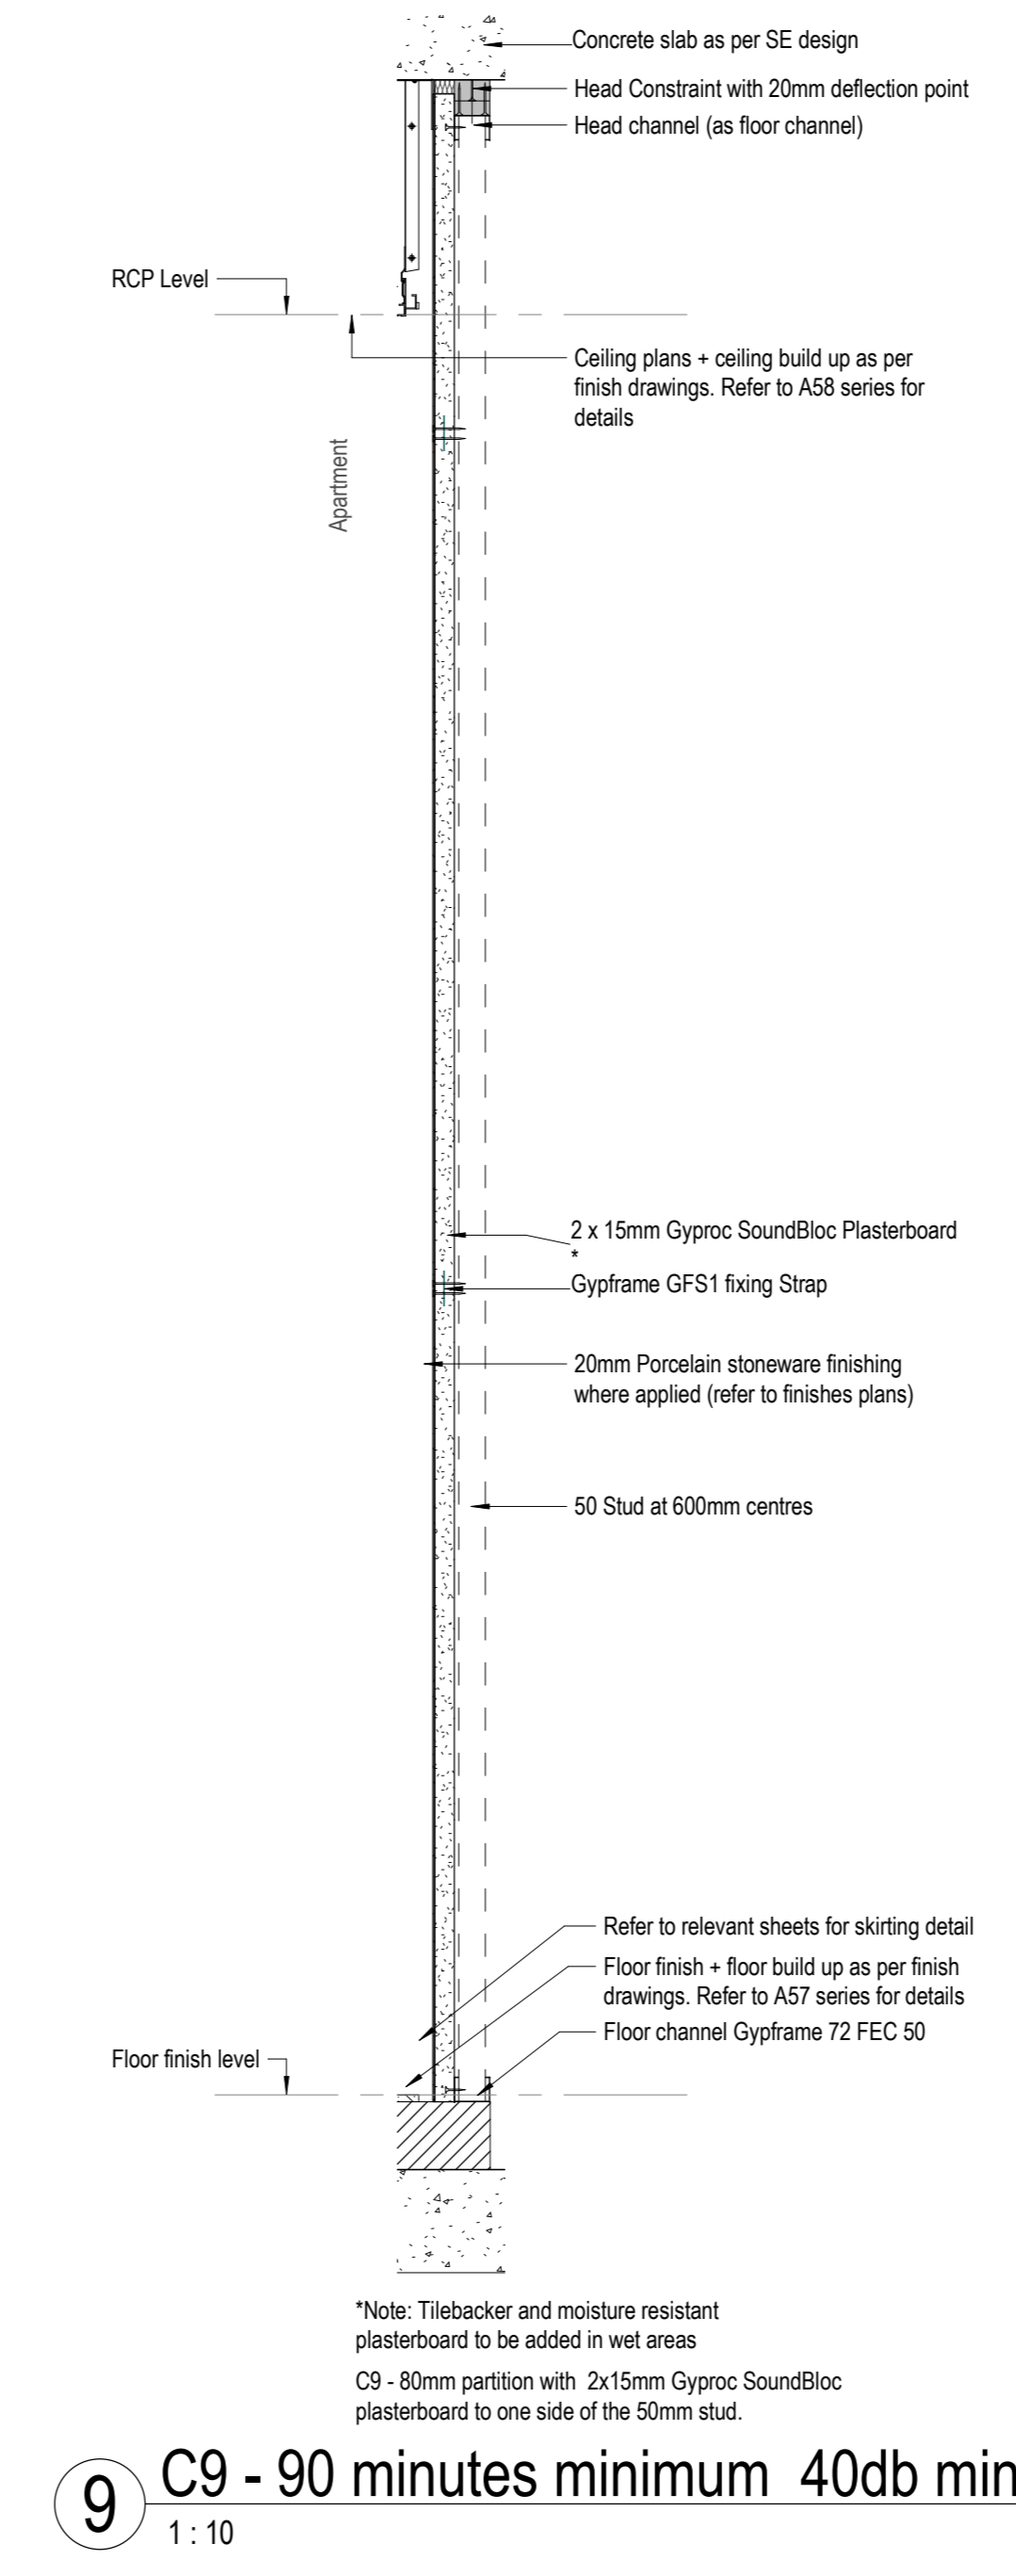 Concrete slab as per SE design
Head Constraint with 20mm deflection point
Head channel (as floor channel)
RCP Level
Ceiling plans + ceiling build up as per
finish drawings. Refer to A58 series for
details
Apartment
2 x 15mm Gyproc SoundBloc Plasterboard
*
Gypframe GFS1 fixing Strap
20mm Porcelain stoneware finishing
where applied (refer to finishes plans)
50 Stud at 600mm centres
Refer to relevant sheets for skirting detail
Floor finish + floor build up as per finish
drawings. Refer to A57 series for details
Floor channel Gypframe 72 FEC 50
Floor finish level
*Note: Tilebacker and moisture resistant
plasterboard to be added in wet areas
C9 - 80mm partition with 2x15mm Gyproc SoundBloc
plasterboard to one side of the 50mm stud.
9
C9 - 90 minutes minimum 40db min
1 : 10